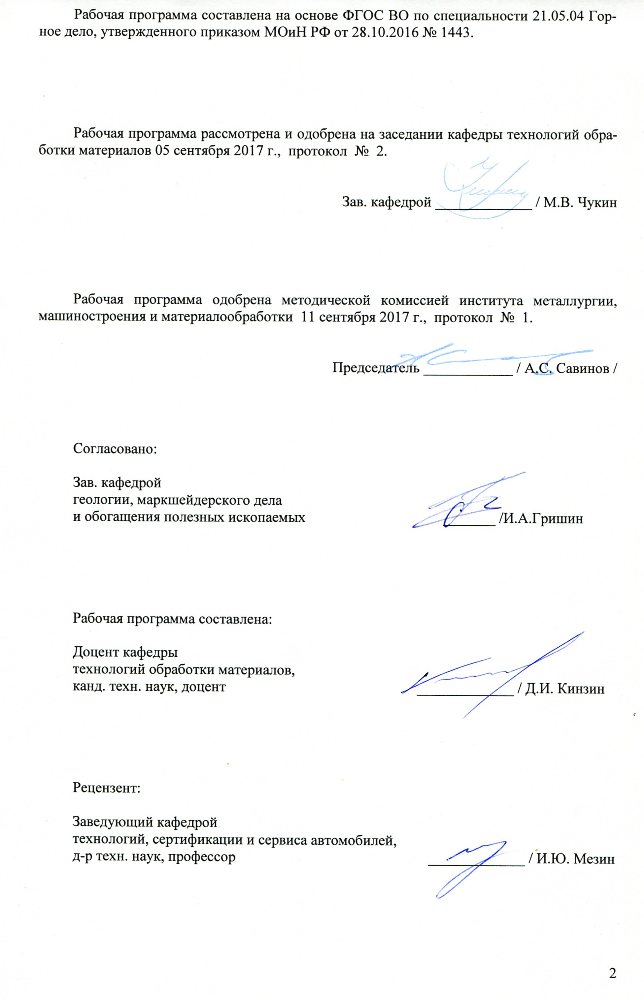 Рабочая программа составлена на основе ФГОС ВО по специальности 21.05.04 Гор-
ное дело, утвержденного приказом МОиН РФ от 28.10.2016 № 1443.
Рабочая программа рассмотрена и одобрена на заседании кафедры технологий обра-
ботки материалов 05 сентября 2017 г., протокол № 2.
Зав. кафедрой ______________ / М.В. Чукин
Рабочая программа одобрена методической комиссией института металлургии,
машиностроения и материалообработки 11 сентября 2017 г., протокол № 1.
Председатель _____________ / А.С. Савинов /
Согласовано:
Зав. кафедрой
геологии, маркшейдерского дела
и обогащения полезных ископаемых ________ /И.А.Гришин
Рабочая программа составлена:
Доцент кафедры
технологий обработки материалов,
канд. техн. наук, доцент ______________ / Д.И. Кинзин
Рецензент:
Заведующий кафедрой
технологий, сертификации и сервиса автомобилей,
д-р техн. наук, профессор ______________ / И.Ю. Мезин
2